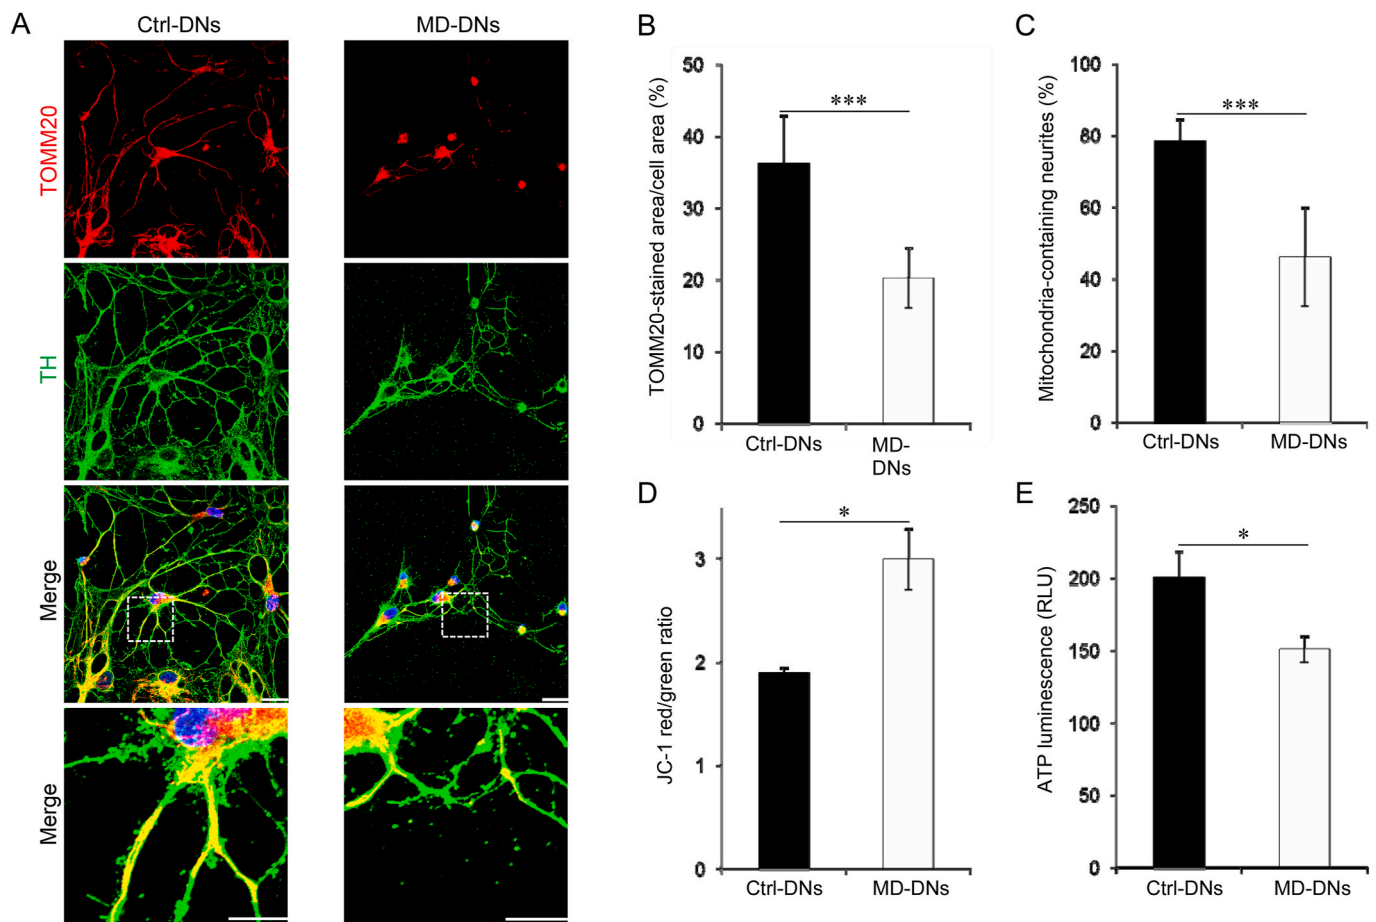 A
Ctrl-DNs
MD-DNs
TOMM20
TH
Merge
Merge
B
TOMM20-stained area/cell area (%)
50
40
30
20
10
0
***
Ctrl-DNs
MD-
DNs
C
Mitochondria-containing neurites (%)
100
80
60
40
20
0
***
Ctrl-DNs
MD-DNs
D
JC-1 red/green ratio
3
2
1
0
*
Ctrl-DNs
MD-DNs
E
ATP luminescence (RLU)
250
200
150
100
50
0
*
Ctrl-DNs
MD-DNs